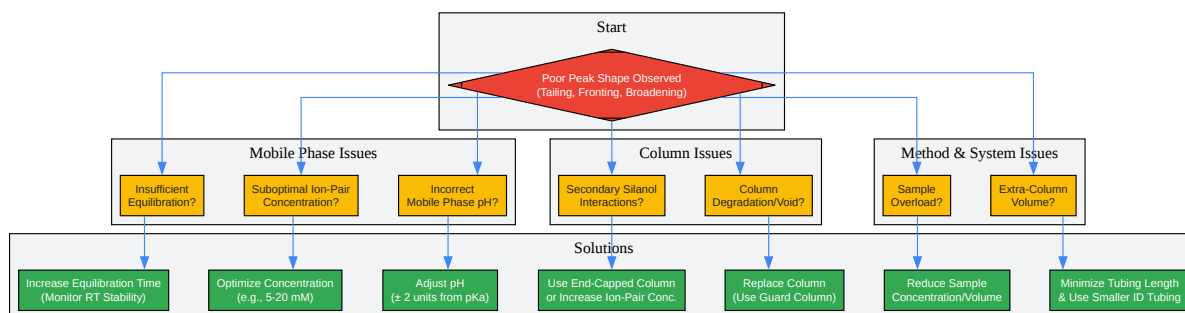 Start
Poor Peak Shape Observed
(Tailing, Fronting, Broadening)
Mobile Phase Issues
Column Issues
Method & System Issues
Insufficient
Equilibration?
Suboptimal Ion-Pair
Concentration?
Incorrect
Mobile Phase pH?
Secondary Silanol
Interactions?
Column
Degradation/Void?
Sample
Overload?
Extra-Column
Volume?
Solutions
Increase Equilibration Time
(Monitor RT Stability)
Optimize Concentration
(e.g., 5-20 mM)
Adjust pH
(± 2 units from pKa)
Use End-Capped Column
or Increase Ion-Pair Conc.
Replace Column
(Use Guard Column)
Reduce Sample
Concentration/Volume
Minimize Tubing Length
& Use Smaller ID Tubing